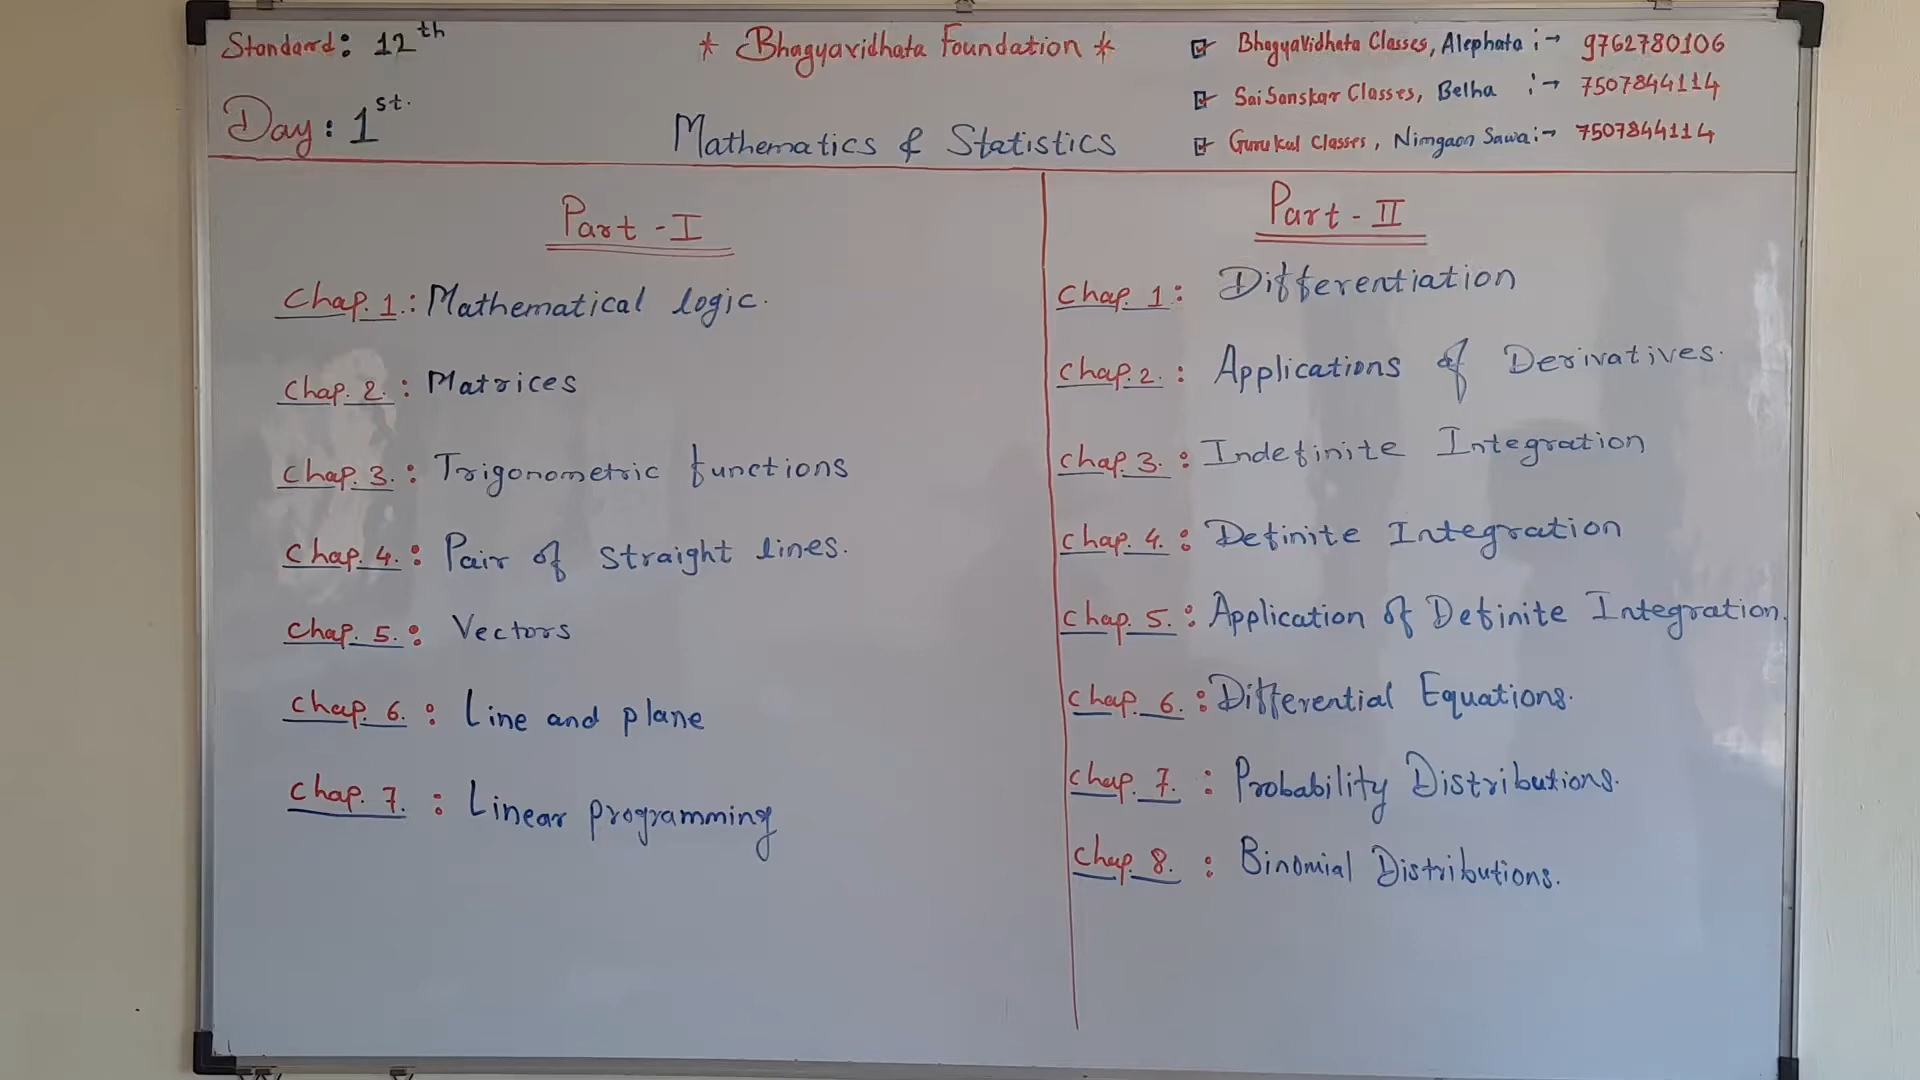 Standard: 12th
* Bhagyavidhata Foundation *
Bhagyavidhata Classes, Alephata :→ 9762780106
Day: 1st.
Mathematics & Statistics
Sai Sanskar Classes, Belha :→ 7507844114
Gurukul Classes, Nimgaon Sawa:→ 7507844114
Part - I
Chap. 1.: Mathematical logic.
Chap. 2. : Matrices
Chap. 3. : Trigonometric functions
Chap. 4. : Pair of straight lines.
Chap. 5. : Vectors
Chap. 6. : Line and plane
Chap. 7. : Linear programming
Part - II
Chap. 1 : Differentiation
Chap. 2. : Applications of Derivatives.
Chap. 3. : Indefinite Integration
Chap. 4. : Definite Integration
Chap. 5. : Application of Definite Integration.
Chap. 6. : Differential Equations.
Chap. 7. : Probability Distributions.
Chap. 8. : Binomial Distributions.